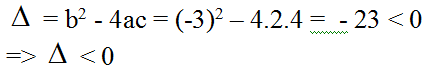 Δ = b² - 4ac = (-3)² – 4.2.4 = - 23 < 0
=> Δ < 0